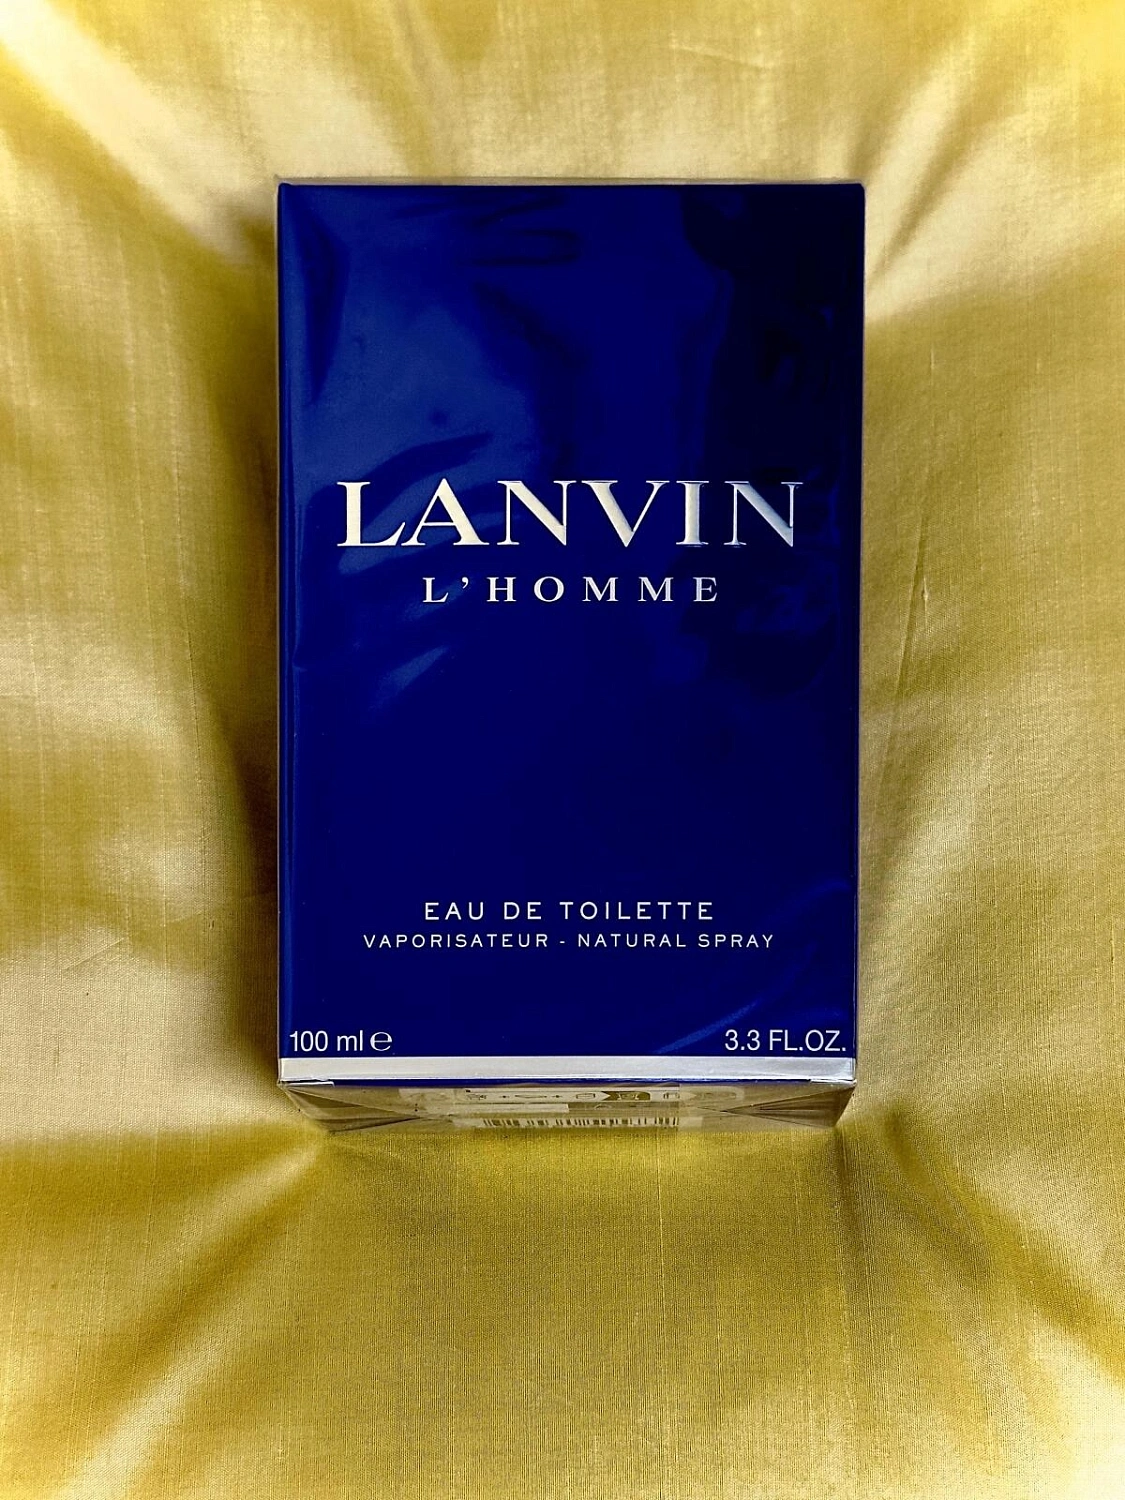 LANVIN
L'HOMME
EAU DE TOILETTE
VAPORISATEUR - NATURAL SPRAY
100 ml ℮ 3.3 FL.OZ.